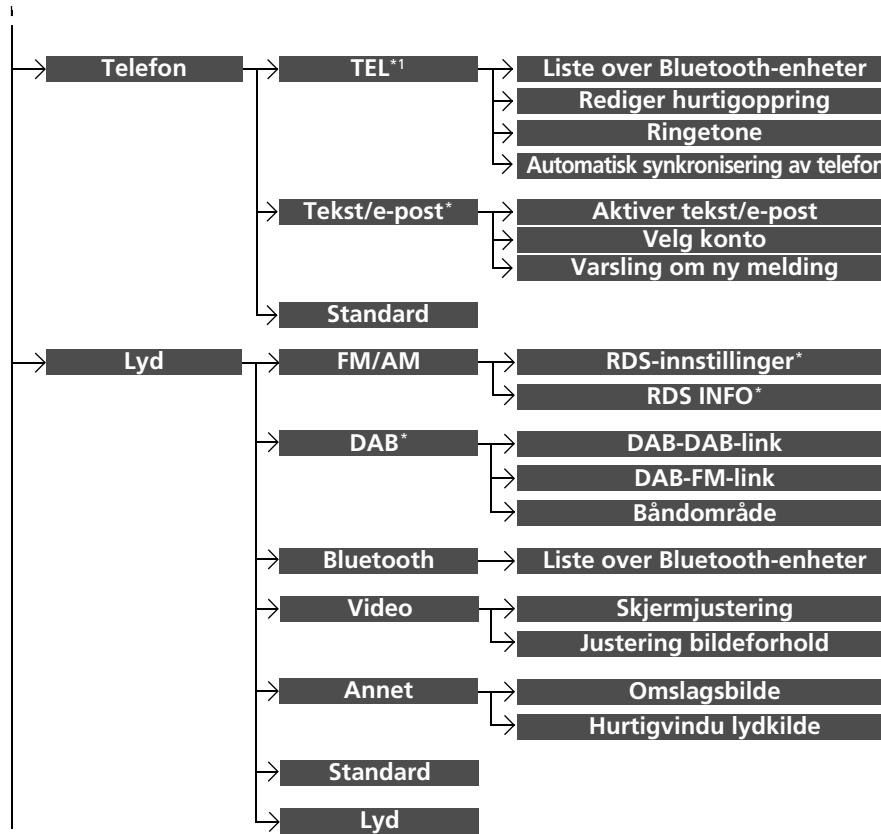 Telefon
TEL*1
Liste over Bluetooth-enheter
Rediger hurtigoppring
Ringetone
Automatisk synkronisering av telefon
Tekst/e-post*
Aktiver tekst/e-post
Velg konto
Varsling om ny melding
Standard
Lyd
FM/AM
RDS-innstillinger*
RDS INFO*
DAB*
DAB-DAB-link
DAB-FM-link
Båndområde
Bluetooth
Liste over Bluetooth-enheter
Video
Skjermjustering
Justering bildeforhold
Annet
Omslagsbilde
Hurtigvindu lydkilde
Standard
Lyd